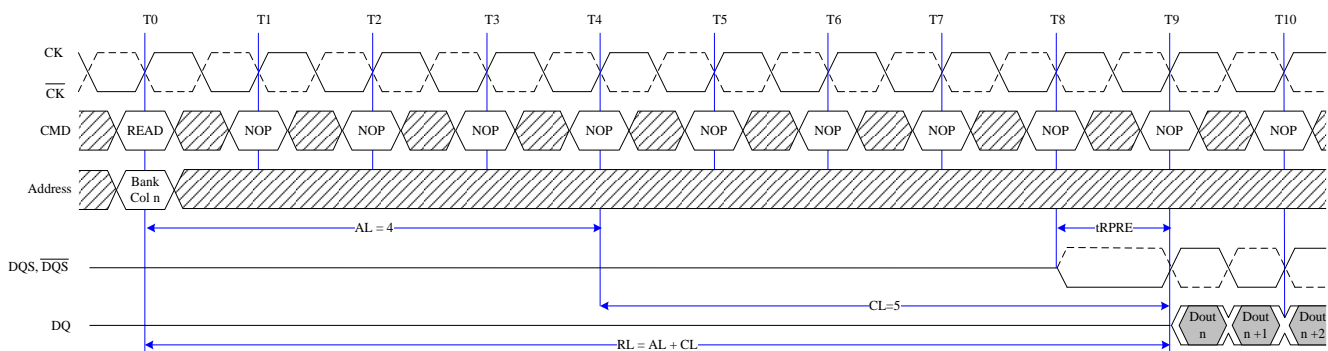 T0 T1 T2 T3 T4 T5 T6 T7 T8 T9 T10
CK
CK
CMD READ NOP NOP NOP NOP NOP NOP NOP NOP NOP NOP
Address Bank Col n
AL = 4 tRPRE
DQS, DQS
CL=5
DQ Dout n Dout n +1 Dout n +2
RL = AL + CL